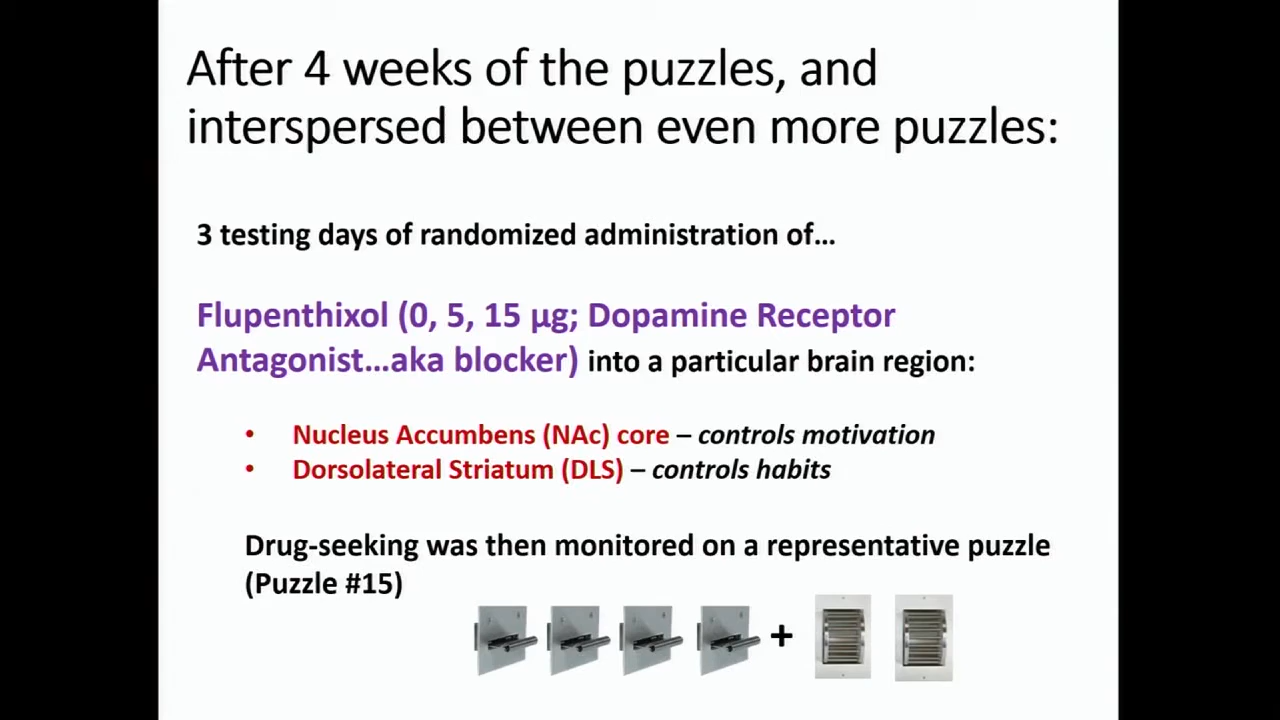 After 4 weeks of the puzzles, and
interspersed between even more puzzles:
3 testing days of randomized administration of…
Flupenthixol (0, 5, 15 µg; Dopamine Receptor
Antagonist…aka blocker) into a particular brain region:
• Nucleus Accumbens (NAc) core – controls motivation
• Dorsolateral Striatum (DLS) – controls habits
Drug-seeking was then monitored on a representative puzzle
(Puzzle #15)
+